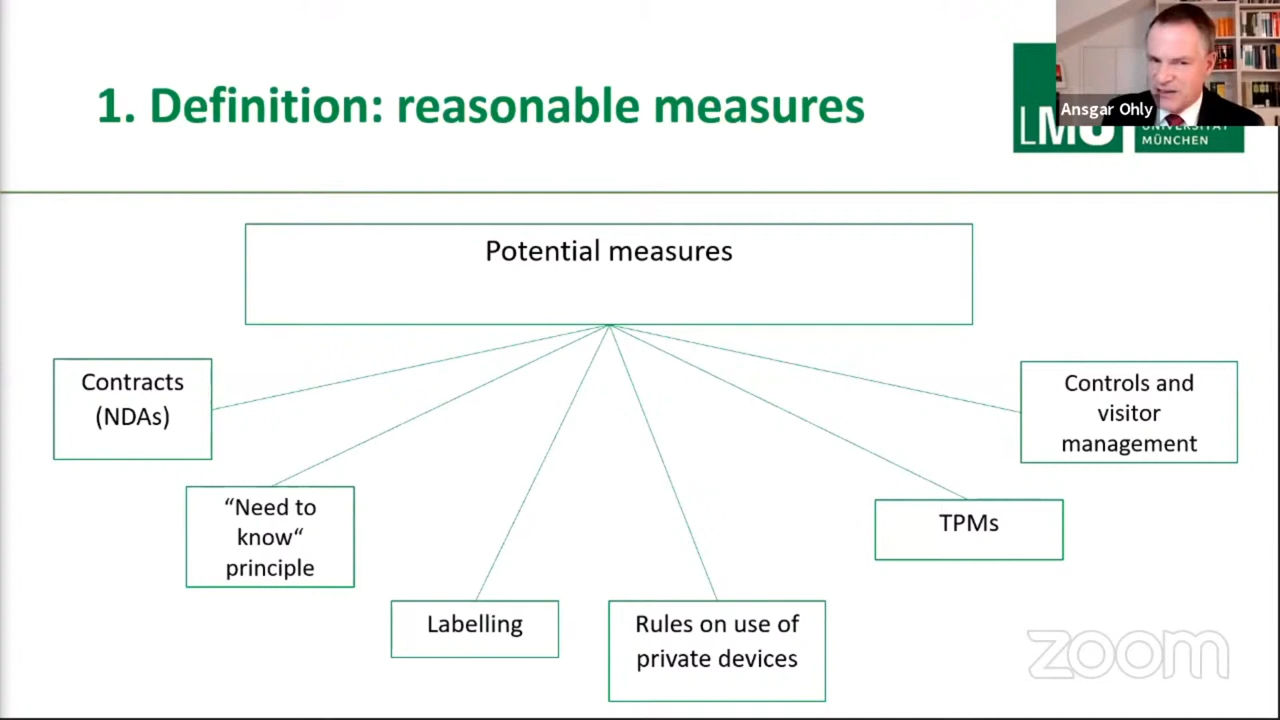 1. Definition: reasonable measures
Ansgar Ohly
LMU
UNIVERSITÄT
MÜNCHEN
Potential measures
Contracts
(NDAs)
“Need to
know“
principle
Labelling
Rules on use of
private devices
TPMs
Controls and
visitor
management
zoom